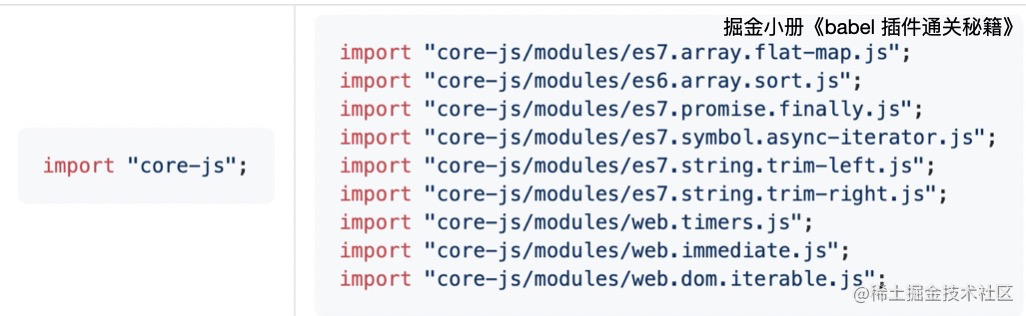 掘金小册《babel 插件通关秘籍》
import "core-js";
import "core-js/modules/es7.array.flat-map.js";
import "core-js/modules/es6.array.sort.js";
import "core-js/modules/es7.promise.finally.js";
import "core-js/modules/es7.symbol.async-iterator.js";
import "core-js/modules/es7.string.trim-left.js";
import "core-js/modules/es7.string.trim-right.js";
import "core-js/modules/web.timers.js";
import "core-js/modules/web.immediate.js";
import "core-js/modules/web.dom.iterable.js";
@稀土掘金技术社区